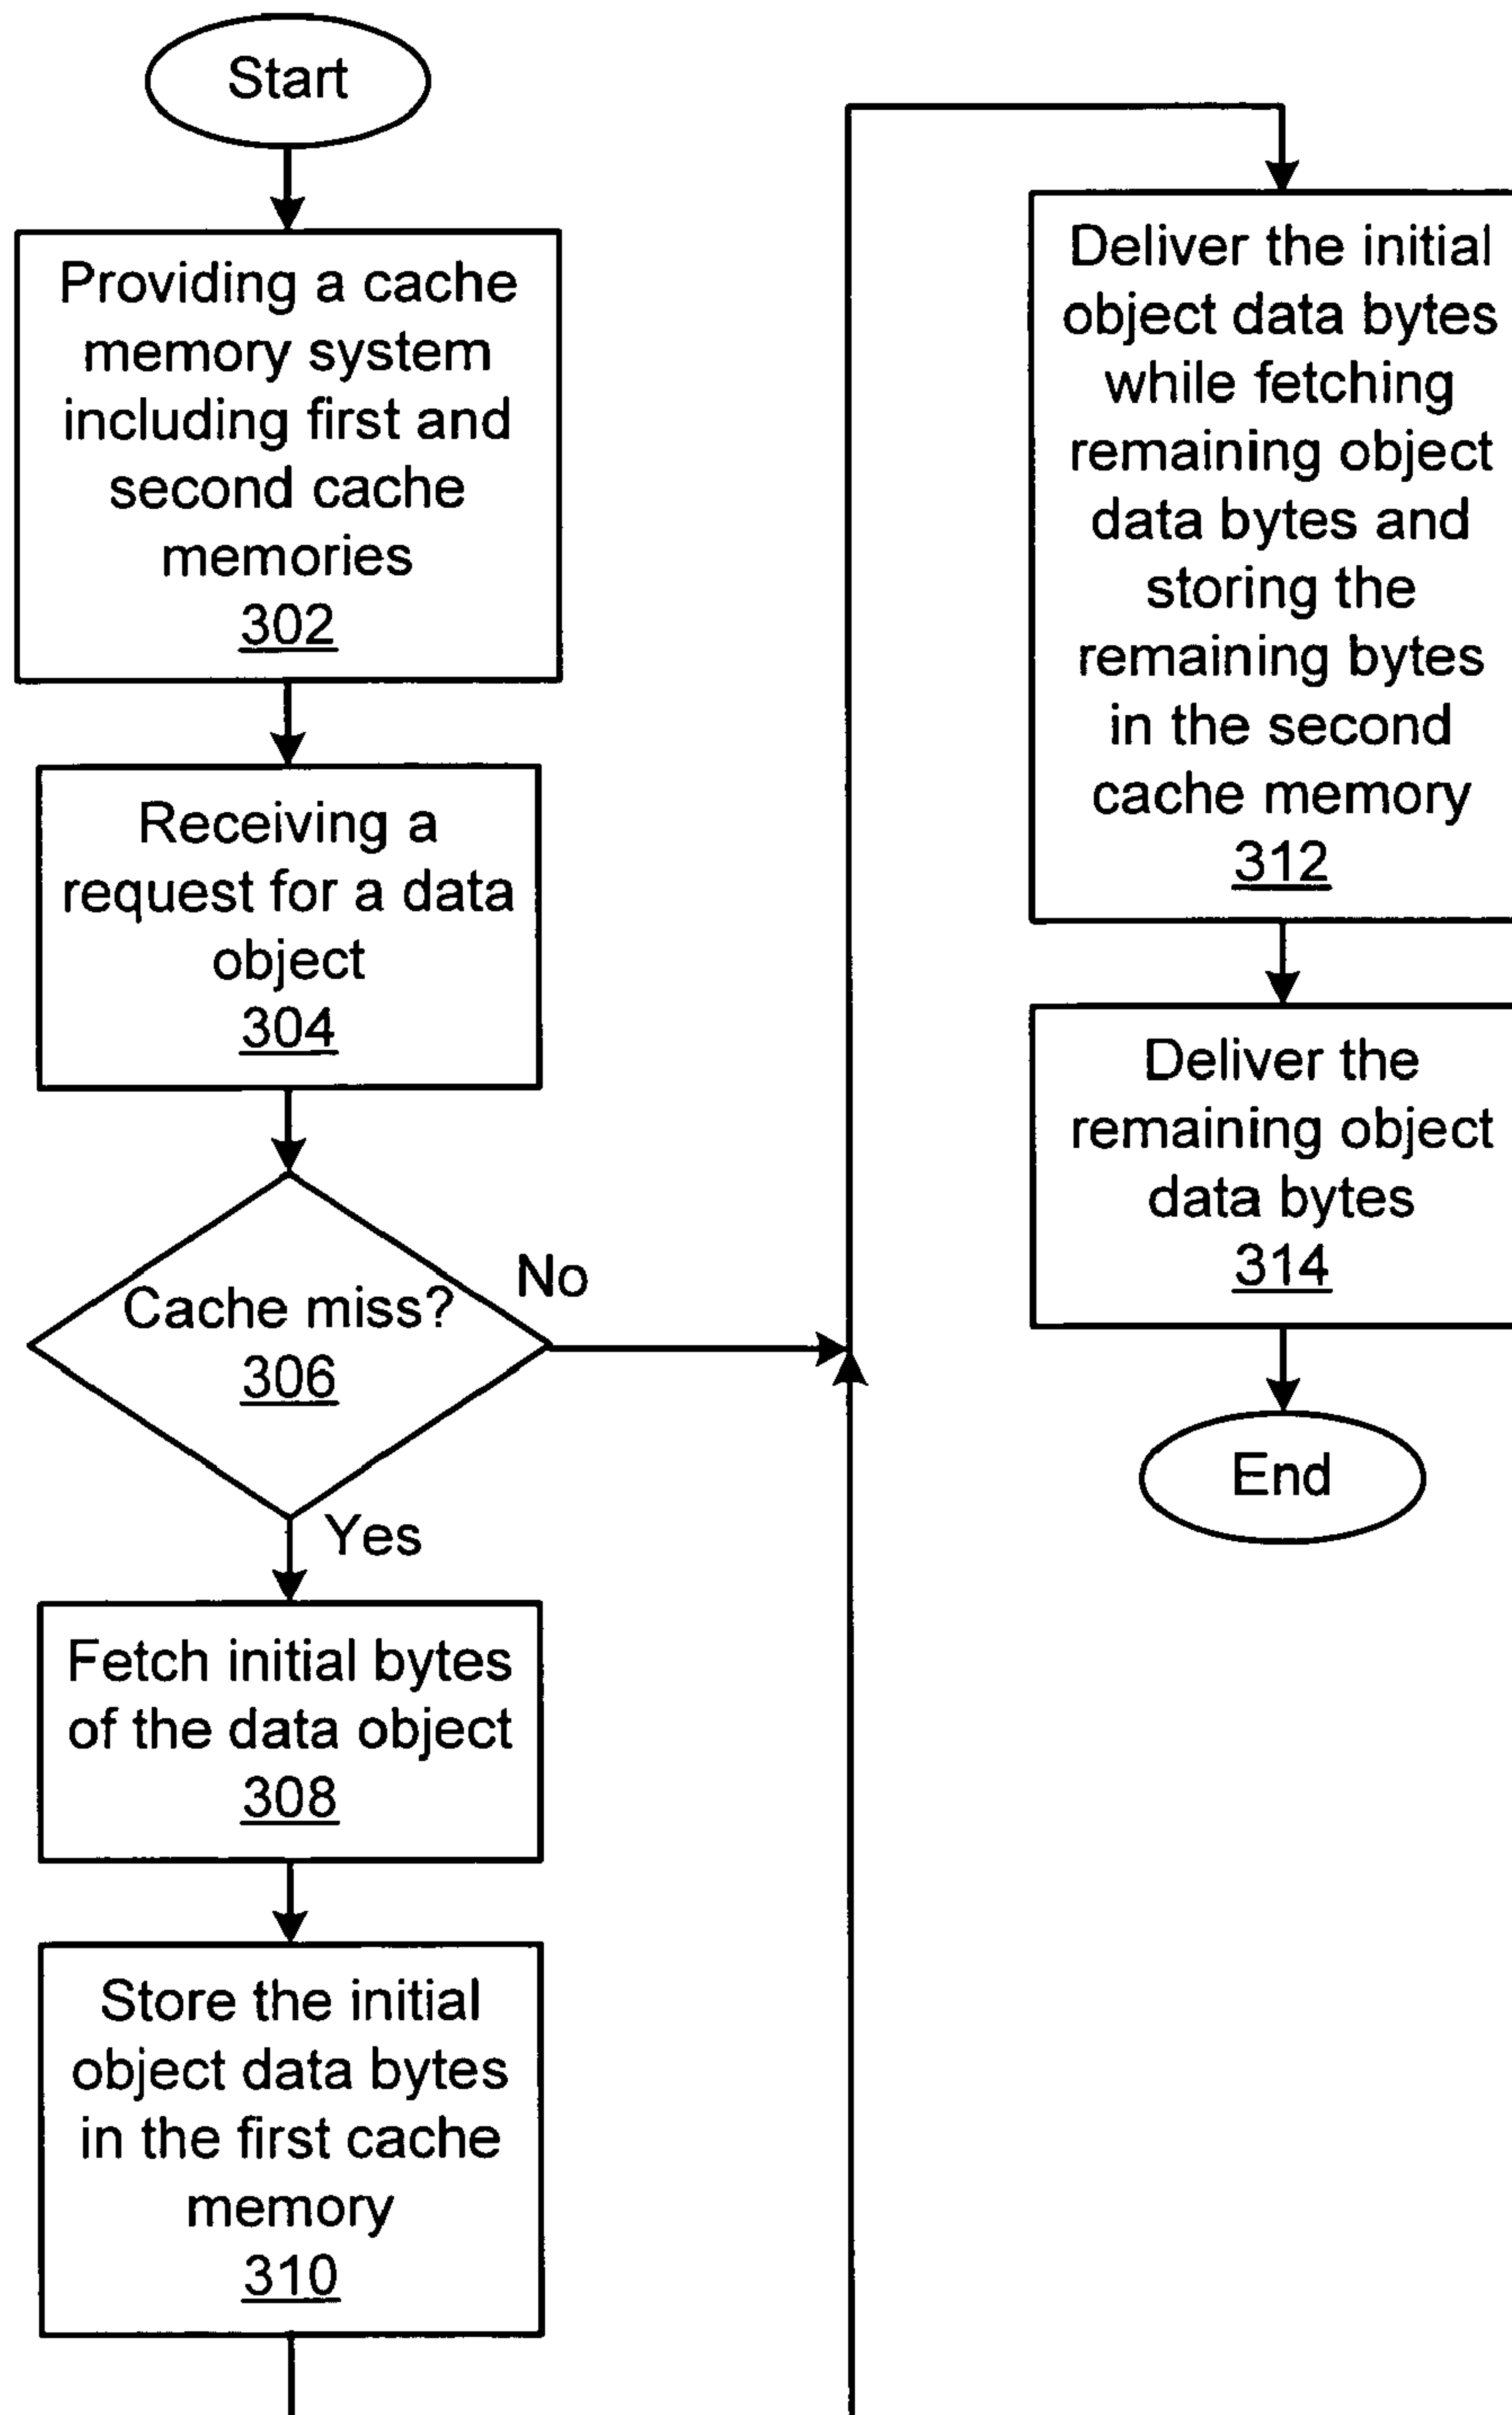 Start
Providing a cache
memory system
including first and
second cache
memories
302
Receiving a
request for a data
object
304
Cache miss?
306
No
Yes
Fetch initial bytes
of the data object
308
Store the initial
object data bytes
in the first cache
memory
310
Deliver the initial
object data bytes
while fetching
remaining object
data bytes and
storing the
remaining bytes
in the second
cache memory
312
Deliver the
remaining object
data bytes
314
End